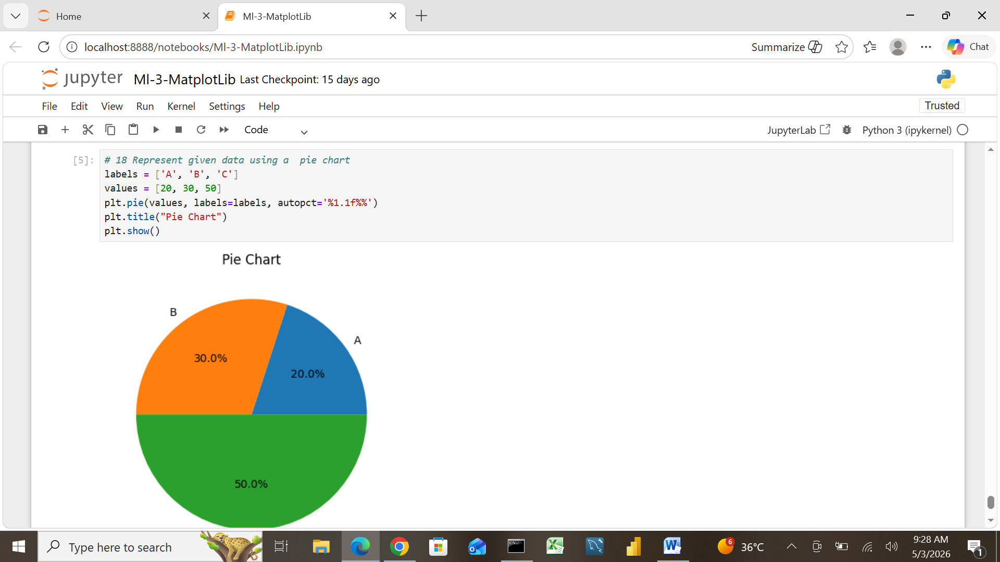 Home
Ml-3-MatplotLib
localhost:8888/notebooks/Ml-3-MatplotLib.ipynb
Summarize
Chat
jupyter Ml-3-MatplotLib Last Checkpoint: 15 days ago
File Edit View Run Kernel Settings Help
Trusted
Code
JupyterLab
Python 3 (ipykernel)
[5]:
# 18 Represent given data using a  pie chart
labels = ['A', 'B', 'C']
values = [20, 30, 50]
plt.pie(values, labels=labels, autopct='%1.1f%%')
plt.title("Pie Chart")
plt.show()
Pie Chart
B
A
30.0%
20.0%
50.0%
Type here to search
6
36°C
9:28 AM
5/3/2026
1